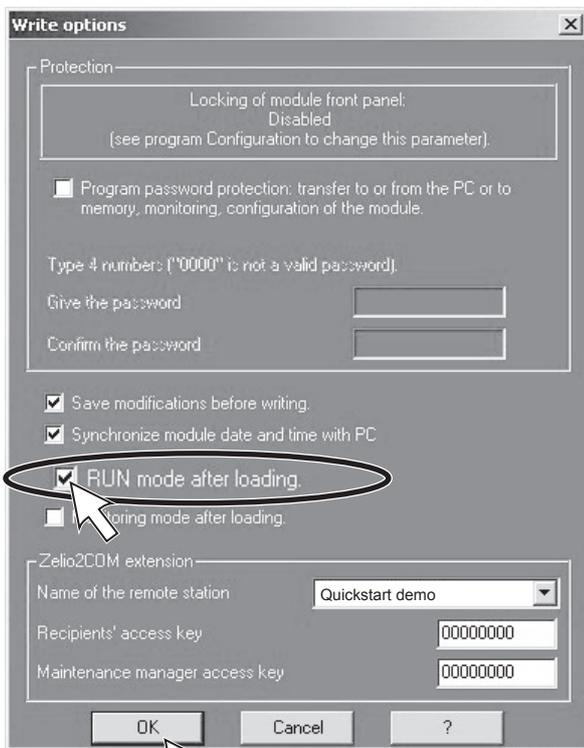 Write options
Protection
Locking of module front panel:
Disabled
(see program Configuration to change this parameter).
Program password protection: transfer to or from the PC or to
memory, monitoring, configuration of the module.
Type 4 numbers ("0000" is not a valid password).
Give the password
Confirm the password
Save modifications before writing.
Synchronize module date and time with PC
RUN mode after loading.
toring mode after loading.
Zelio2COM extension
Name of the remote station Quickstart demo
Recipients' access key 00000000
Maintenance manager access key 00000000
OK Cancel ?